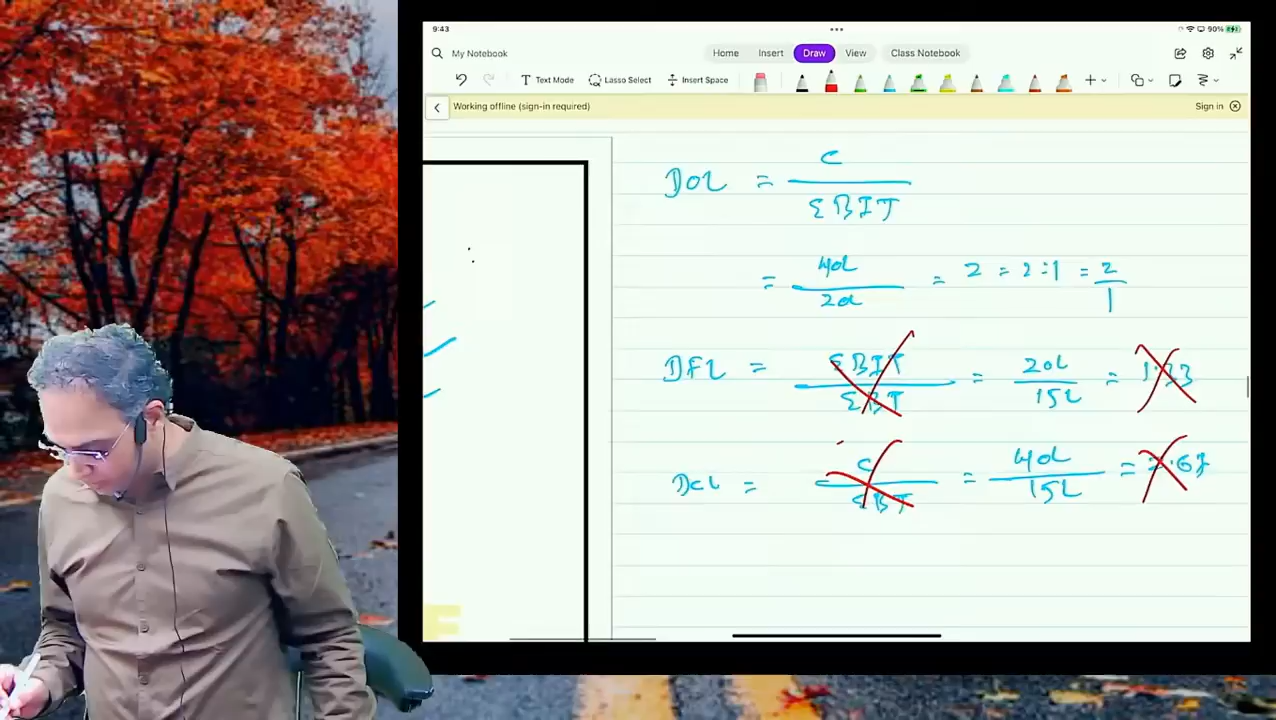 9:43
90%
My Notebook
Home Insert Draw View Class Notebook
Text Mode Lasso Select Insert Space
Working offline (sign-in required) Sign in
DOL = C
EBIT
= 40L
20L = 2 = 2:1 = 2
1
DFL = EBIT
EBT = 20L
15L = 1.33
DCL = C
EBT = 40L
15L =